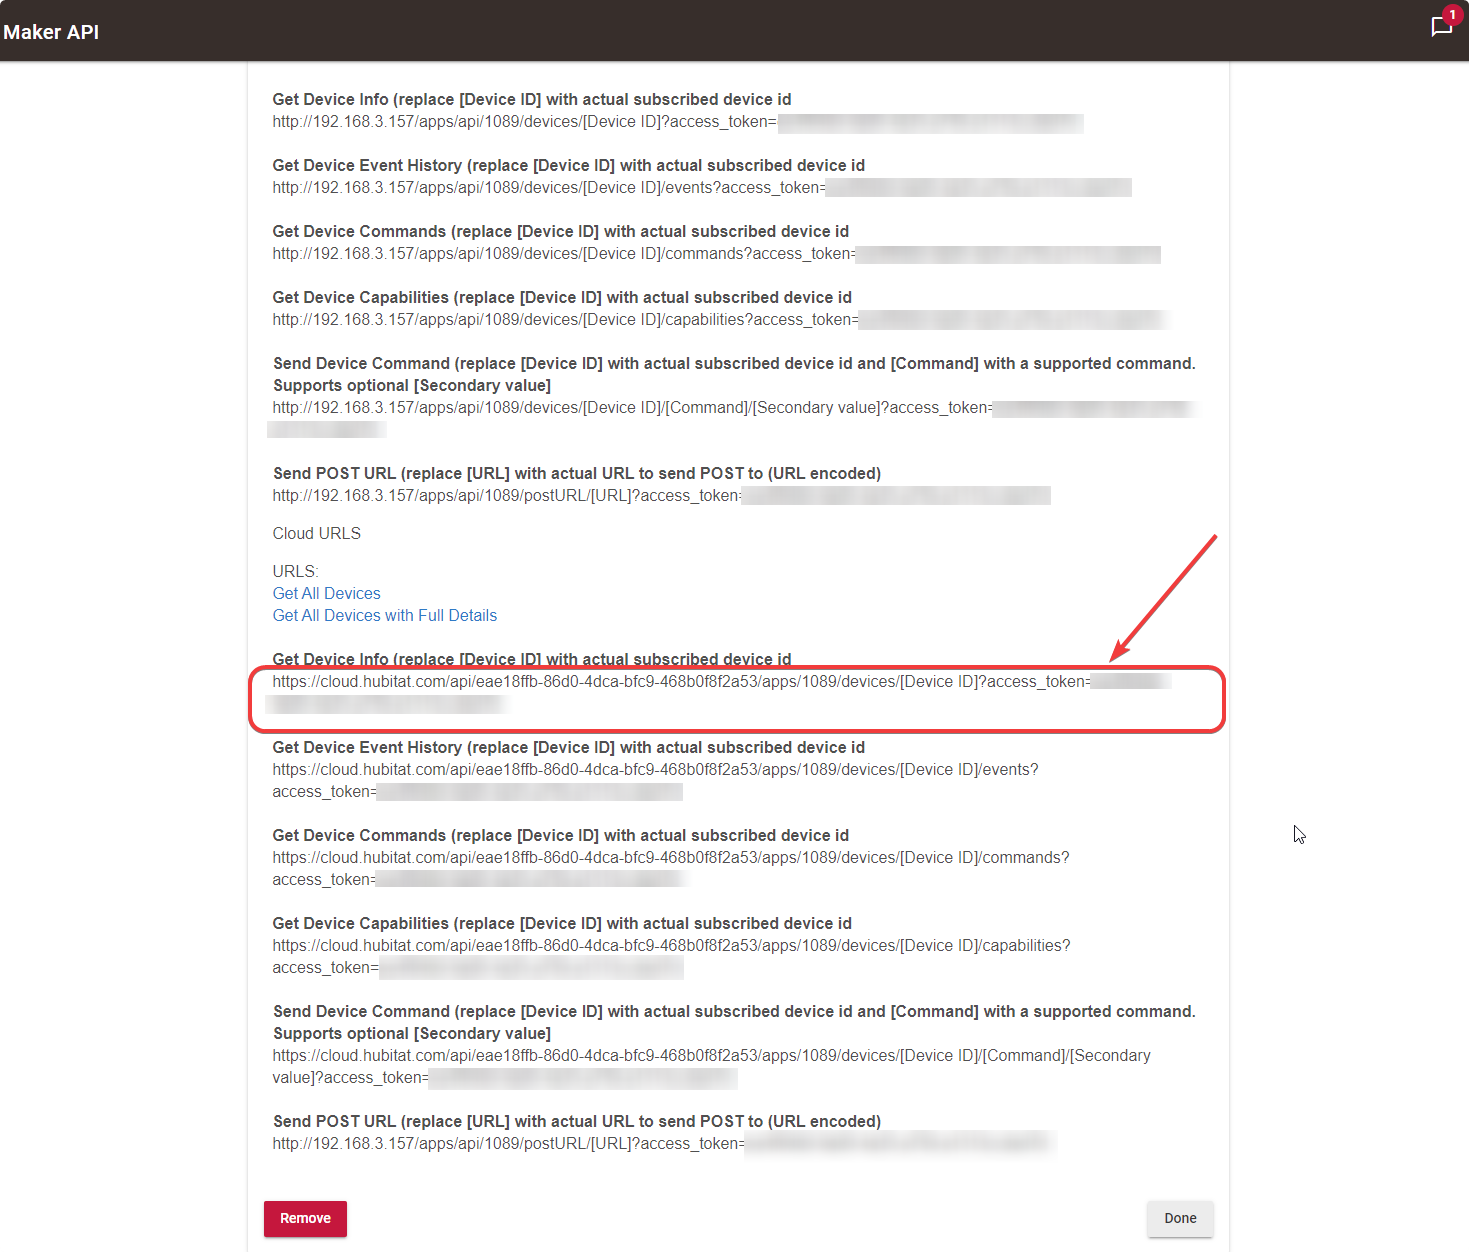 Maker API
1
Get Device Info (replace [Device ID] with actual subscribed device id
http://192.168.3.157/apps/api/1089/devices/[Device ID]?access_token=
Get Device Event History (replace [Device ID] with actual subscribed device id
http://192.168.3.157/apps/api/1089/devices/[Device ID]/events?access_token=
Get Device Commands (replace [Device ID] with actual subscribed device id
http://192.168.3.157/apps/api/1089/devices/[Device ID]/commands?access_token=
Get Device Capabilities (replace [Device ID] with actual subscribed device id
http://192.168.3.157/apps/api/1089/devices/[Device ID]/capabilities?access_token=
Send Device Command (replace [Device ID] with actual subscribed device id and [Command] with a supported command.
Supports optional [Secondary value]
http://192.168.3.157/apps/api/1089/devices/[Device ID]/[Command]/[Secondary value]?access_token=
Send POST URL (replace [URL] with actual URL to send POST to (URL encoded)
http://192.168.3.157/apps/api/1089/postURL/[URL]?access_token=
Cloud URLS
URLS:
Get All Devices
Get All Devices with Full Details
Get Device Info (replace [Device ID] with actual subscribed device id
https://cloud.hubitat.com/api/eae18ffb-86d0-4dca-bfc9-468b0f8f2a53/apps/1089/devices/[Device ID]?access_token=
Get Device Event History (replace [Device ID] with actual subscribed device id
https://cloud.hubitat.com/api/eae18ffb-86d0-4dca-bfc9-468b0f8f2a53/apps/1089/devices/[Device ID]/events?
access_token=
Get Device Commands (replace [Device ID] with actual subscribed device id
https://cloud.hubitat.com/api/eae18ffb-86d0-4dca-bfc9-468b0f8f2a53/apps/1089/devices/[Device ID]/commands?
access_token=
Get Device Capabilities (replace [Device ID] with actual subscribed device id
https://cloud.hubitat.com/api/eae18ffb-86d0-4dca-bfc9-468b0f8f2a53/apps/1089/devices/[Device ID]/capabilities?
access_token=
Send Device Command (replace [Device ID] with actual subscribed device id and [Command] with a supported command.
Supports optional [Secondary value]
https://cloud.hubitat.com/api/eae18ffb-86d0-4dca-bfc9-468b0f8f2a53/apps/1089/devices/[Device ID]/[Command]/[Secondary
value]?access_token=
Send POST URL (replace [URL] with actual URL to send POST to (URL encoded)
http://192.168.3.157/apps/api/1089/postURL/[URL]?access_token=
Remove
Done